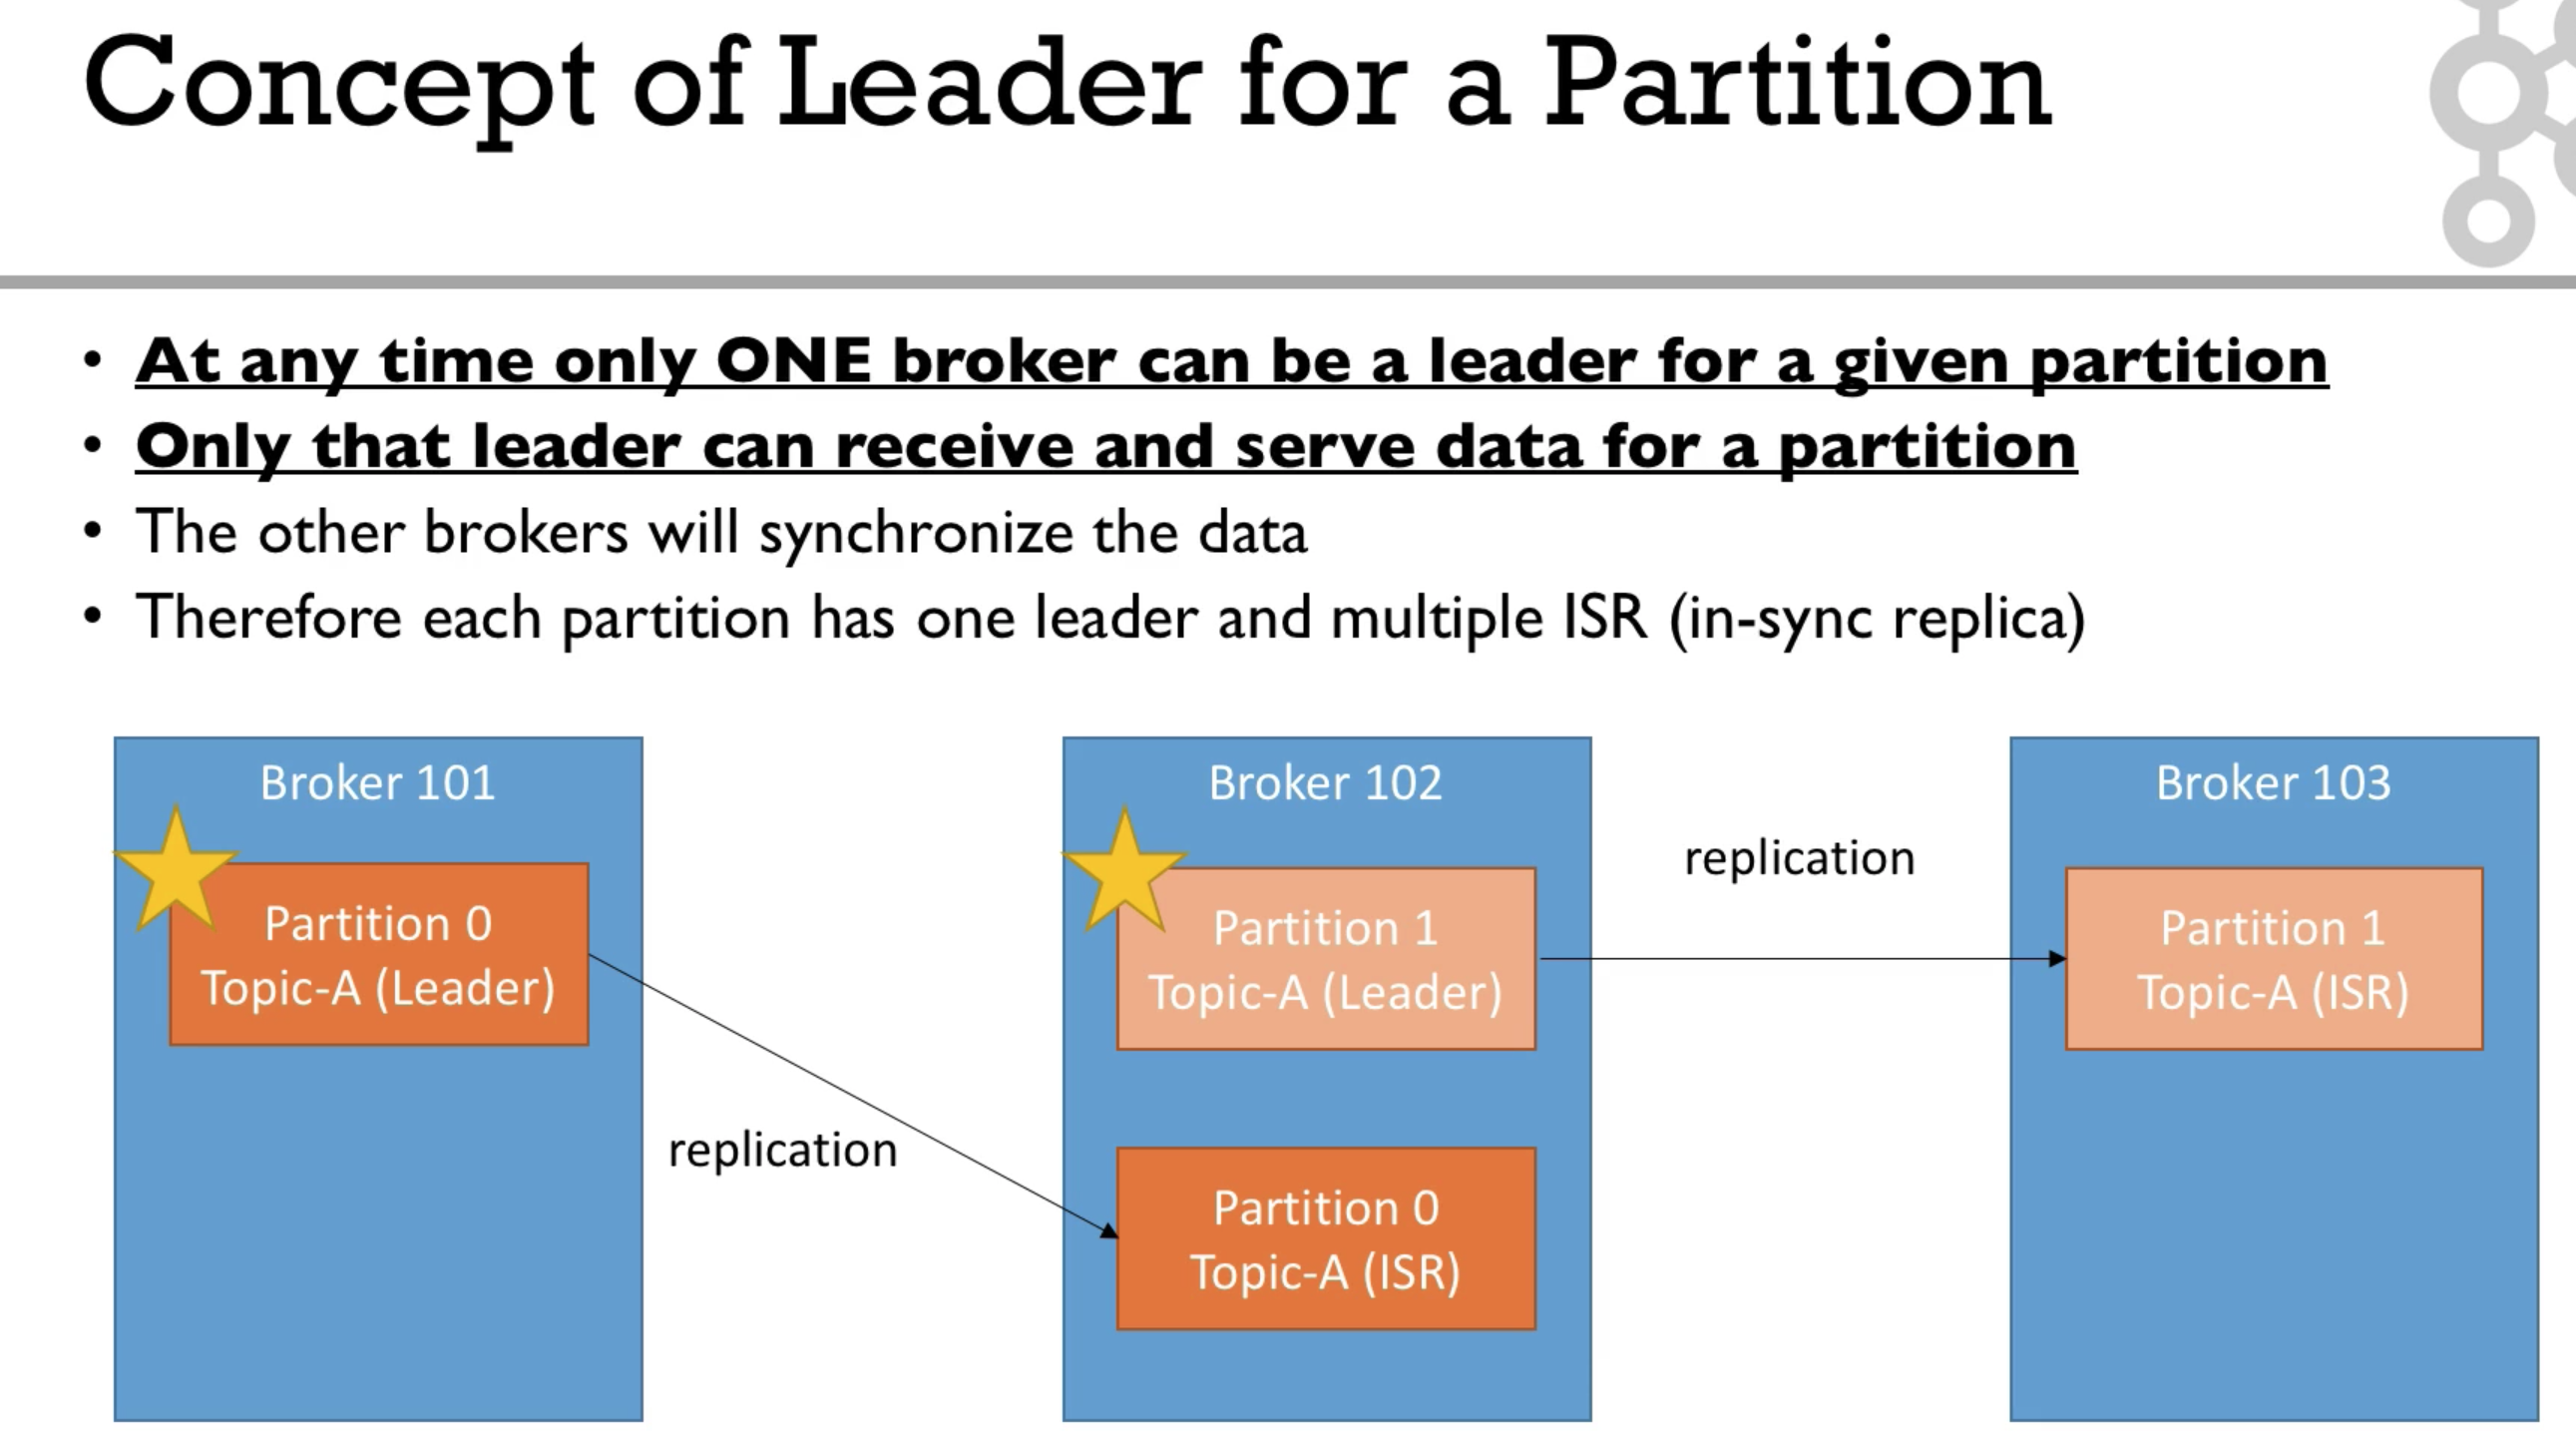 Concept of Leader for a Partition
• At any time only ONE broker can be a leader for a given partition
• Only that leader can receive and serve data for a partition
• The other brokers will synchronize the data
• Therefore each partition has one leader and multiple ISR (in-sync replica)
Broker 101
Partition 0
Topic-A (Leader)
replication
Broker 102
Partition 1
Topic-A (Leader)
Partition 0
Topic-A (ISR)
replication
Broker 103
Partition 1
Topic-A (ISR)